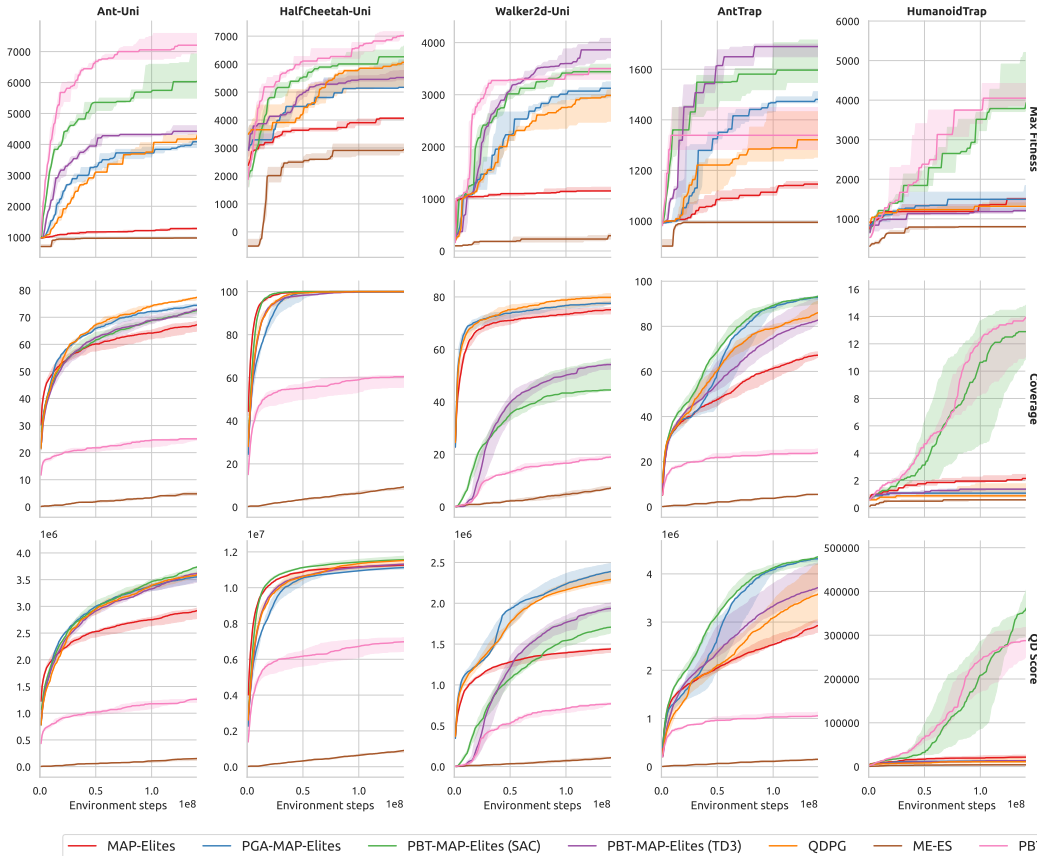 Ant-Uni HalfCheetah-Uni Walker2d-Uni AntTrap HumanoidTrap
7000 6000 5000 4000 3000 2000 1000
7000 6000 5000 4000 3000 2000 1000 0
4000 3000 2000 1000 0
1600 1400 1200 1000
6000 5000 4000 3000 2000 1000
Max Fitness
80 70 60 50 40 30 20 10 0
100 80 60 40 20 0
80 60 40 20 0
100 80 60 40 20 0
16 14 12 10 8 6 4 2 0
Coverage
1e6 1e7 1e6 1e6
4.0 3.5 3.0 2.5 2.0 1.5 1.0 0.5 0.0
1.2 1.0 0.8 0.6 0.4 0.2 0.0
2.5 2.0 1.5 1.0 0.5 0.0
4 3 2 1 0
500000 400000 300000 200000 100000 0
QD Score
0.0 0.5 1.0 0.0 0.5 1.0 0.0 0.5 1.0 0.0 0.5 1.0 0.0 0.5 1.0
Environment steps 1e8 Environment steps 1e8 Environment steps 1e8 Environment steps 1e8 Environment steps 1e8
MAP-Elites PGA-MAP-Elites PBT-MAP-Elites (SAC) PBT-MAP-Elites (TD3) QDPG ME-ES